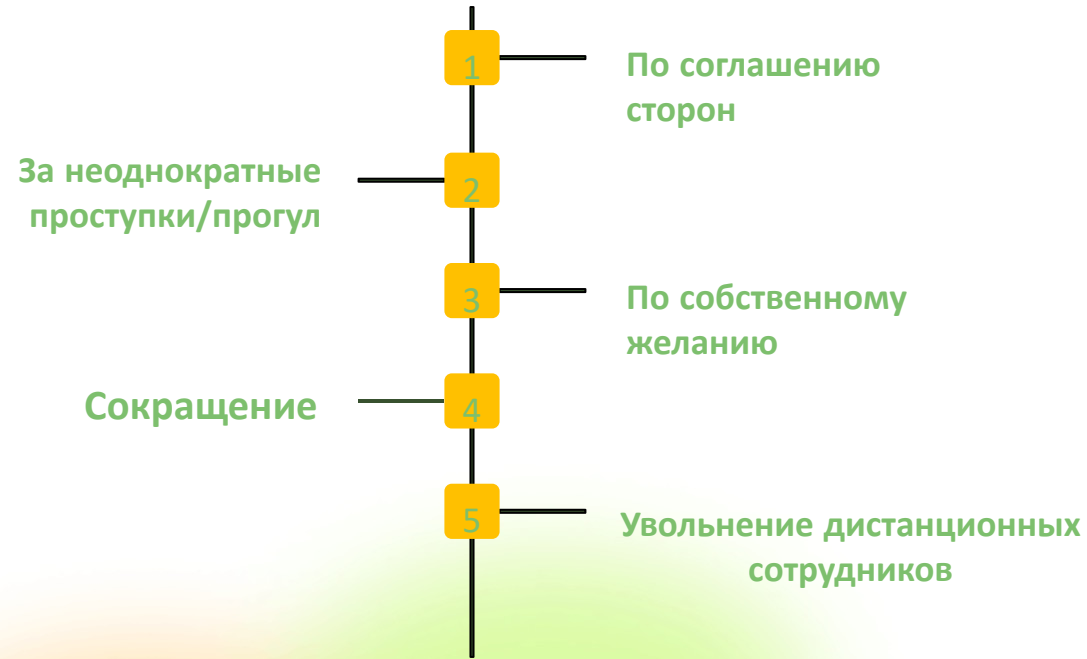 1
По соглашению
сторон
За неоднократные
проступки/прогул
2
3
По собственному
желанию
Сокращение
4
5
Увольнение дистанционных
сотрудников